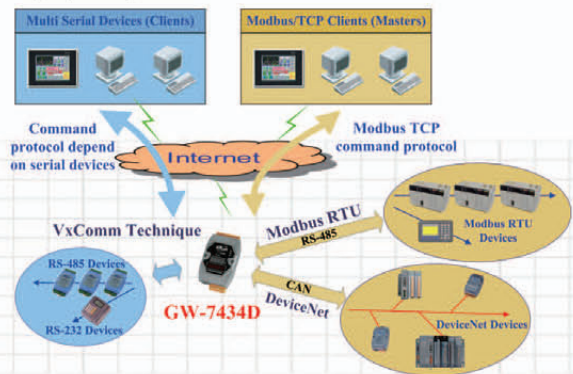 Multi Serial Devices (Clients)
Modbus/TCP Clients (Masters)
Command
protocol depend
on serial devices
Internet
Modbus TCP
command protocol
VxComm Technique
Modbus RTU
RS-485
Modbus RTU
Devices
RS-485 Devices
RS-232 Devices
GW-7434D
CAN
DeviceNet
DeviceNet Devices